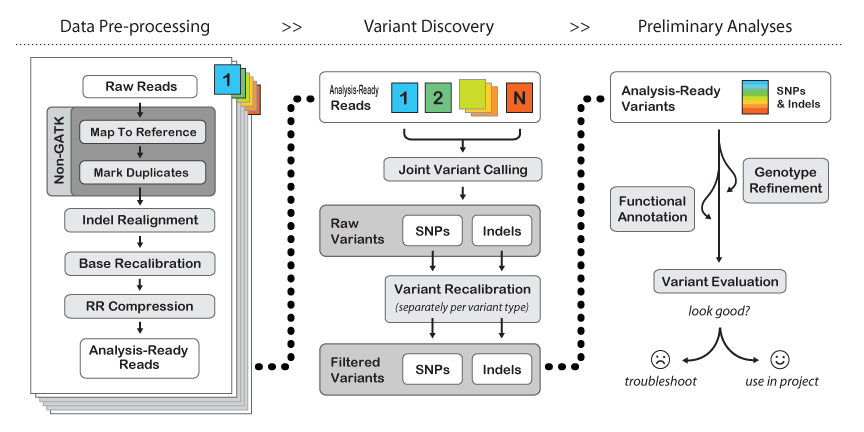 Data Pre-processing >> Variant Discovery >> Preliminary Analyses
1
Raw Reads
Non-GATK
Map To Reference
Mark Duplicates
Indel Realignment
Base Recalibration
RR Compression
Analysis-Ready
Reads
Analysis-Ready
Reads
1 2 N
Joint Variant Calling
Raw
Variants
SNPs Indels
Variant Recalibration
(separately per variant type)
Filtered
Variants
SNPs Indels
Analysis-Ready
Variants
SNPs
& Indels
Genotype
Refinement
Functional
Annotation
Variant Evaluation
look good?
troubleshoot use in project